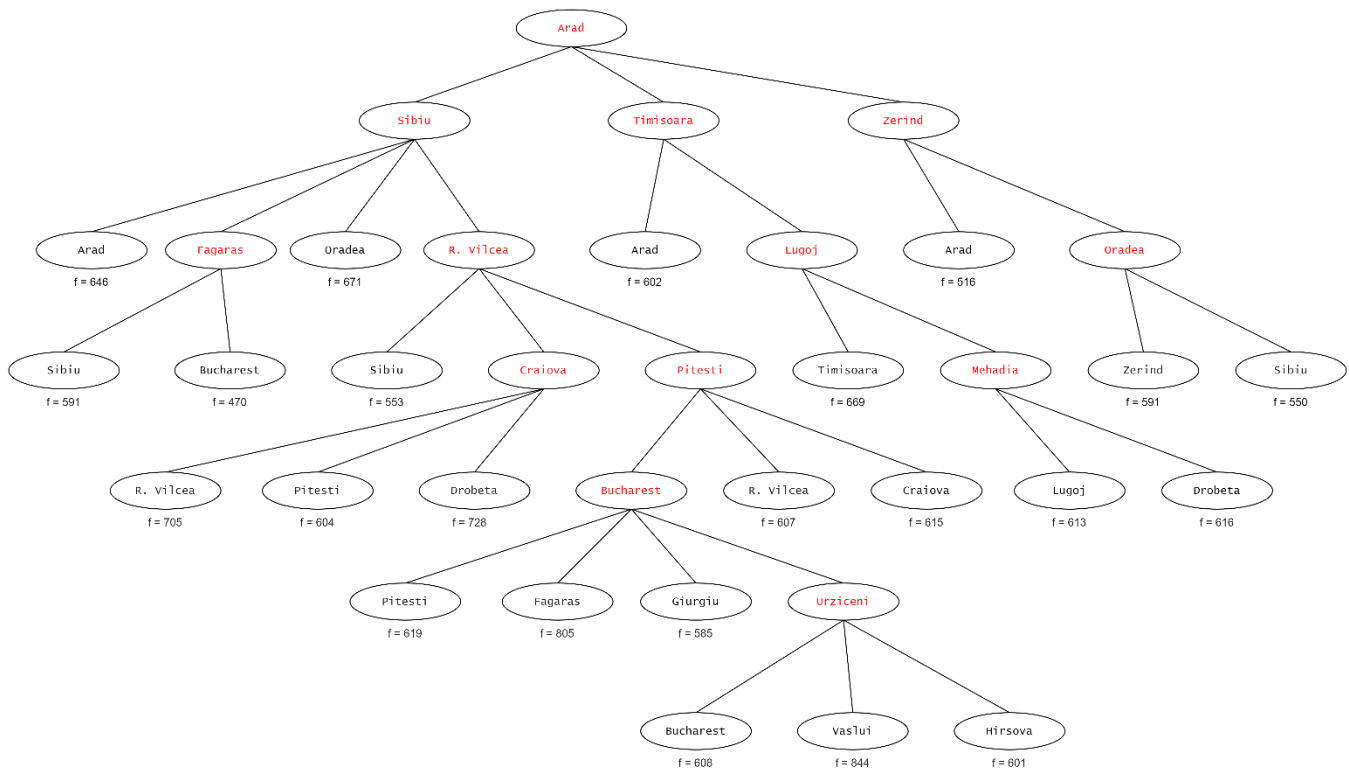 Arad
Sibiu Timisoara Zerind
Arad Fagaras Oradea R. Vilcea Arad Lugoj Arad Oradea
f = 646 f = 671 f = 602 f = 516
Sibiu Bucharest Sibiu Craiova Pitesti Timisoara Mehadia Zerind Sibiu
f = 591 f = 470 f = 553 f = 669 f = 591 f = 550
R. Vilcea Pitesti Drobeta Bucharest R. Vilcea Craiova Lugoj Drobeta
f = 705 f = 604 f = 728 f = 607 f = 615 f = 613 f = 616
Pitesti Fagaras Giurgiu Urziceni
f = 619 f = 805 f = 585
Bucharest Vaslui Hirsova
f = 608 f = 844 f = 601